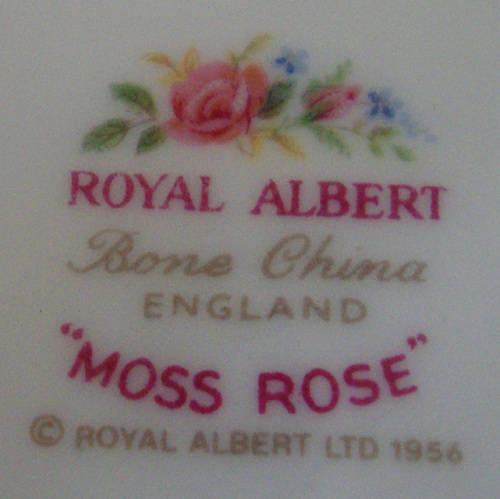 ROYAL ALBERT
Bone China
ENGLAND
"MOSS ROSE"
© ROYAL ALBERT LTD 1956